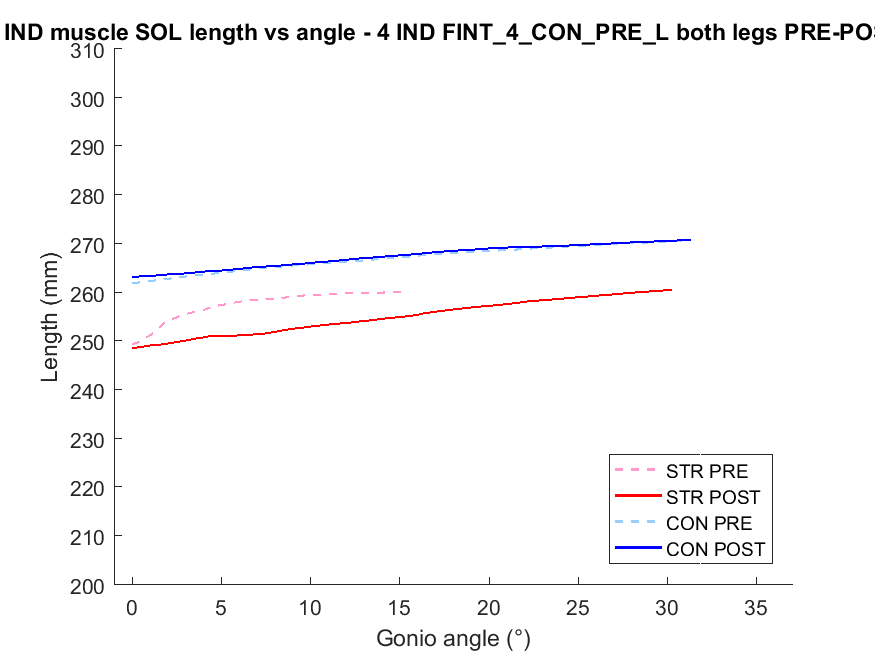 IND muscle SOL length vs angle - 4 IND FINT_4_CON_PRE_L both legs PRE-POS
310
300
290
280
270
260
250
240
230
220
210
200
Length (mm)
0 5 10 15 20 25 30 35
Gonio angle (°)
STR PRE
STR POST
CON PRE
CON POST